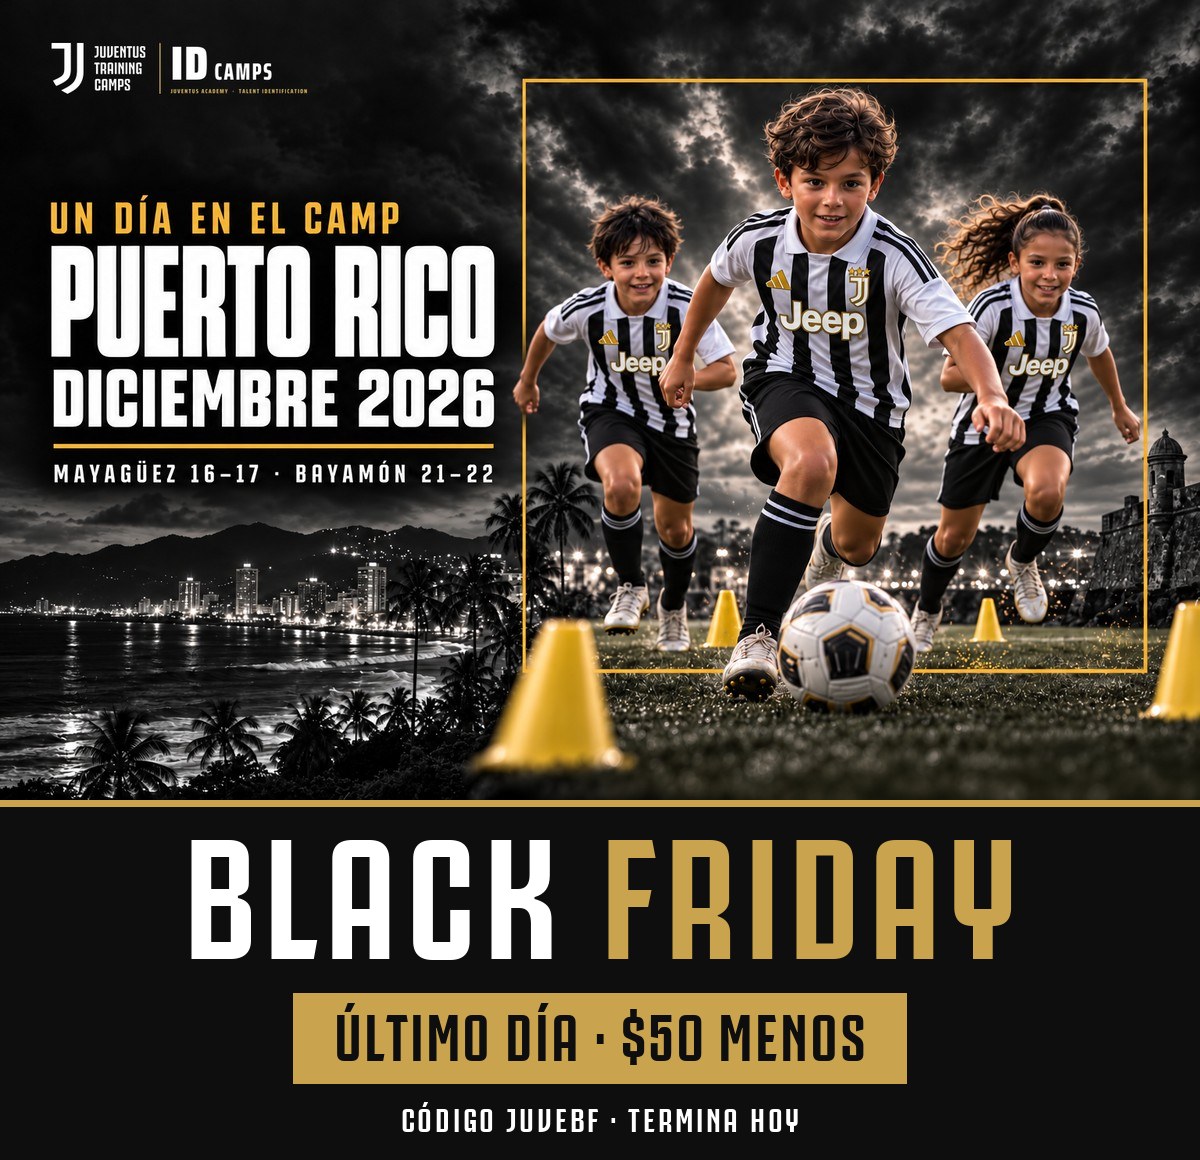 JUVENTUS
TRAINING
CAMPS
ID CAMPS
JUVENTUS ACADEMY · TALENT IDENTIFICATION
UN DÍA EN EL CAMP
PUERTO RICO
DICIEMBRE 2026
MAYAGÜEZ 16–17 · BAYAMÓN 21–22
Jeep
Jeep
Jeep
BLACK FRIDAY
ÚLTIMO DÍA · $50 MENOS
CÓDIGO JUVEBF · TERMINA HOY